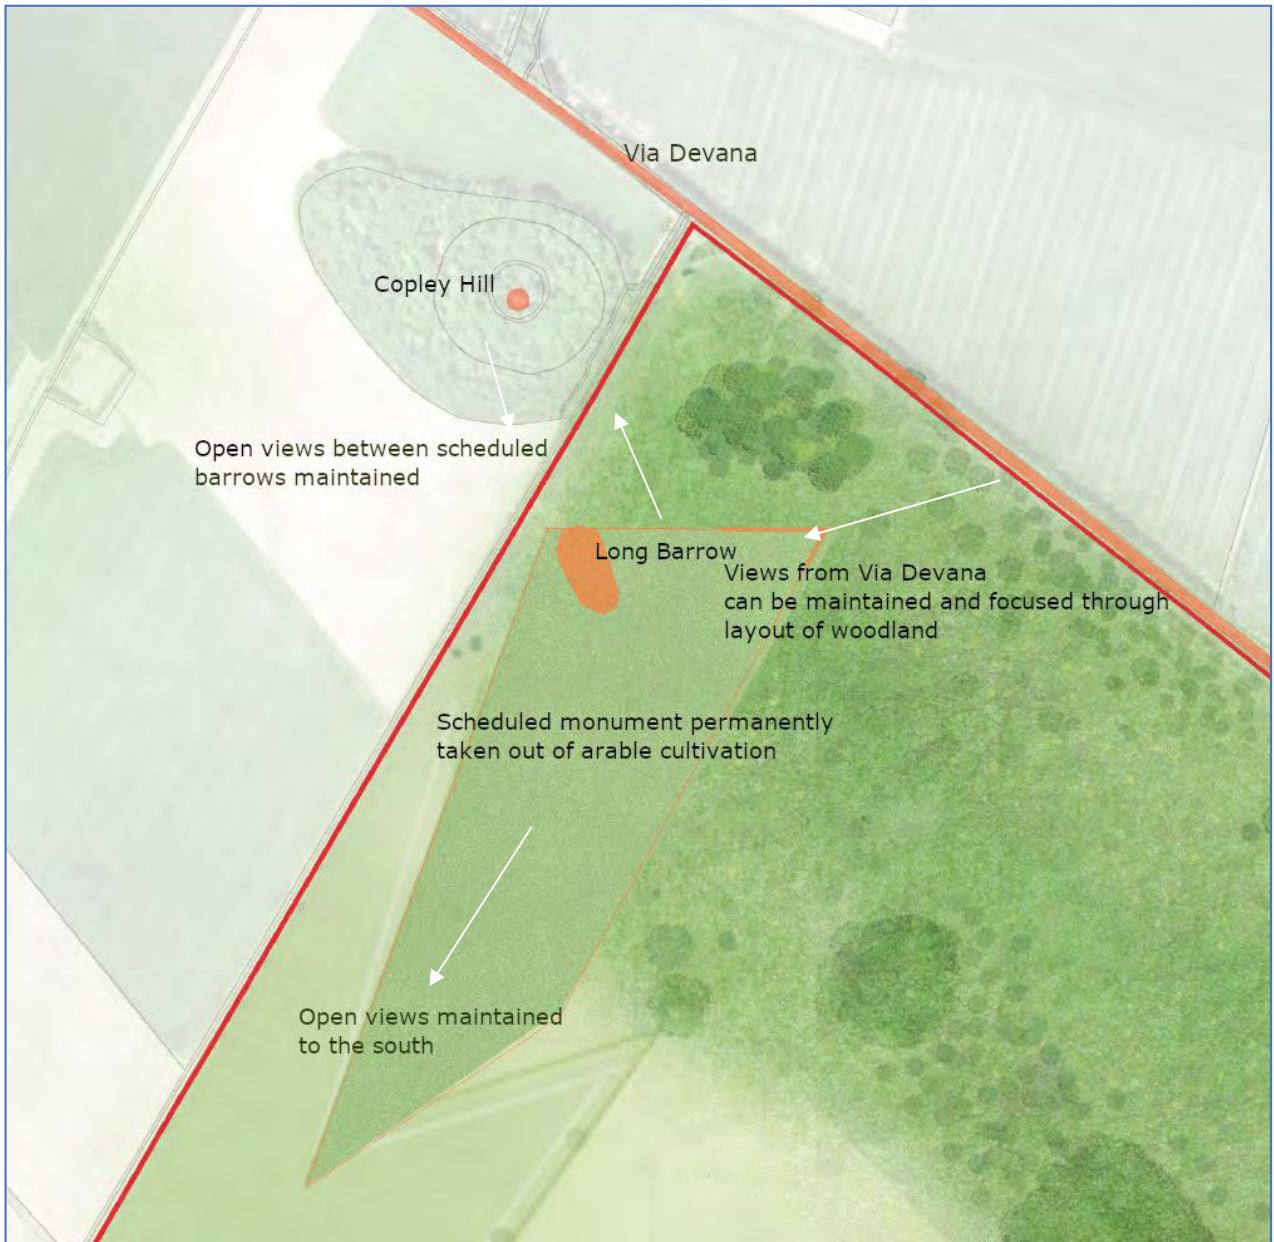 Via Devana
Copley Hill
Open views between scheduled
barrows maintained
Long Barrow
Views from Via Devana
can be maintained and focused through
layout of woodland
Scheduled monument permanently
taken out of arable cultivation
Open views maintained
to the south